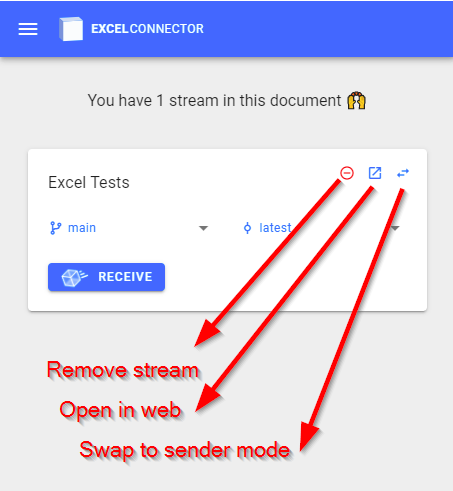 EXCELCONNECTOR
You have 1 stream in this document 🙌
Excel Tests
main
latest
RECEIVE
Remove stream
Open in web
Swap to sender mode